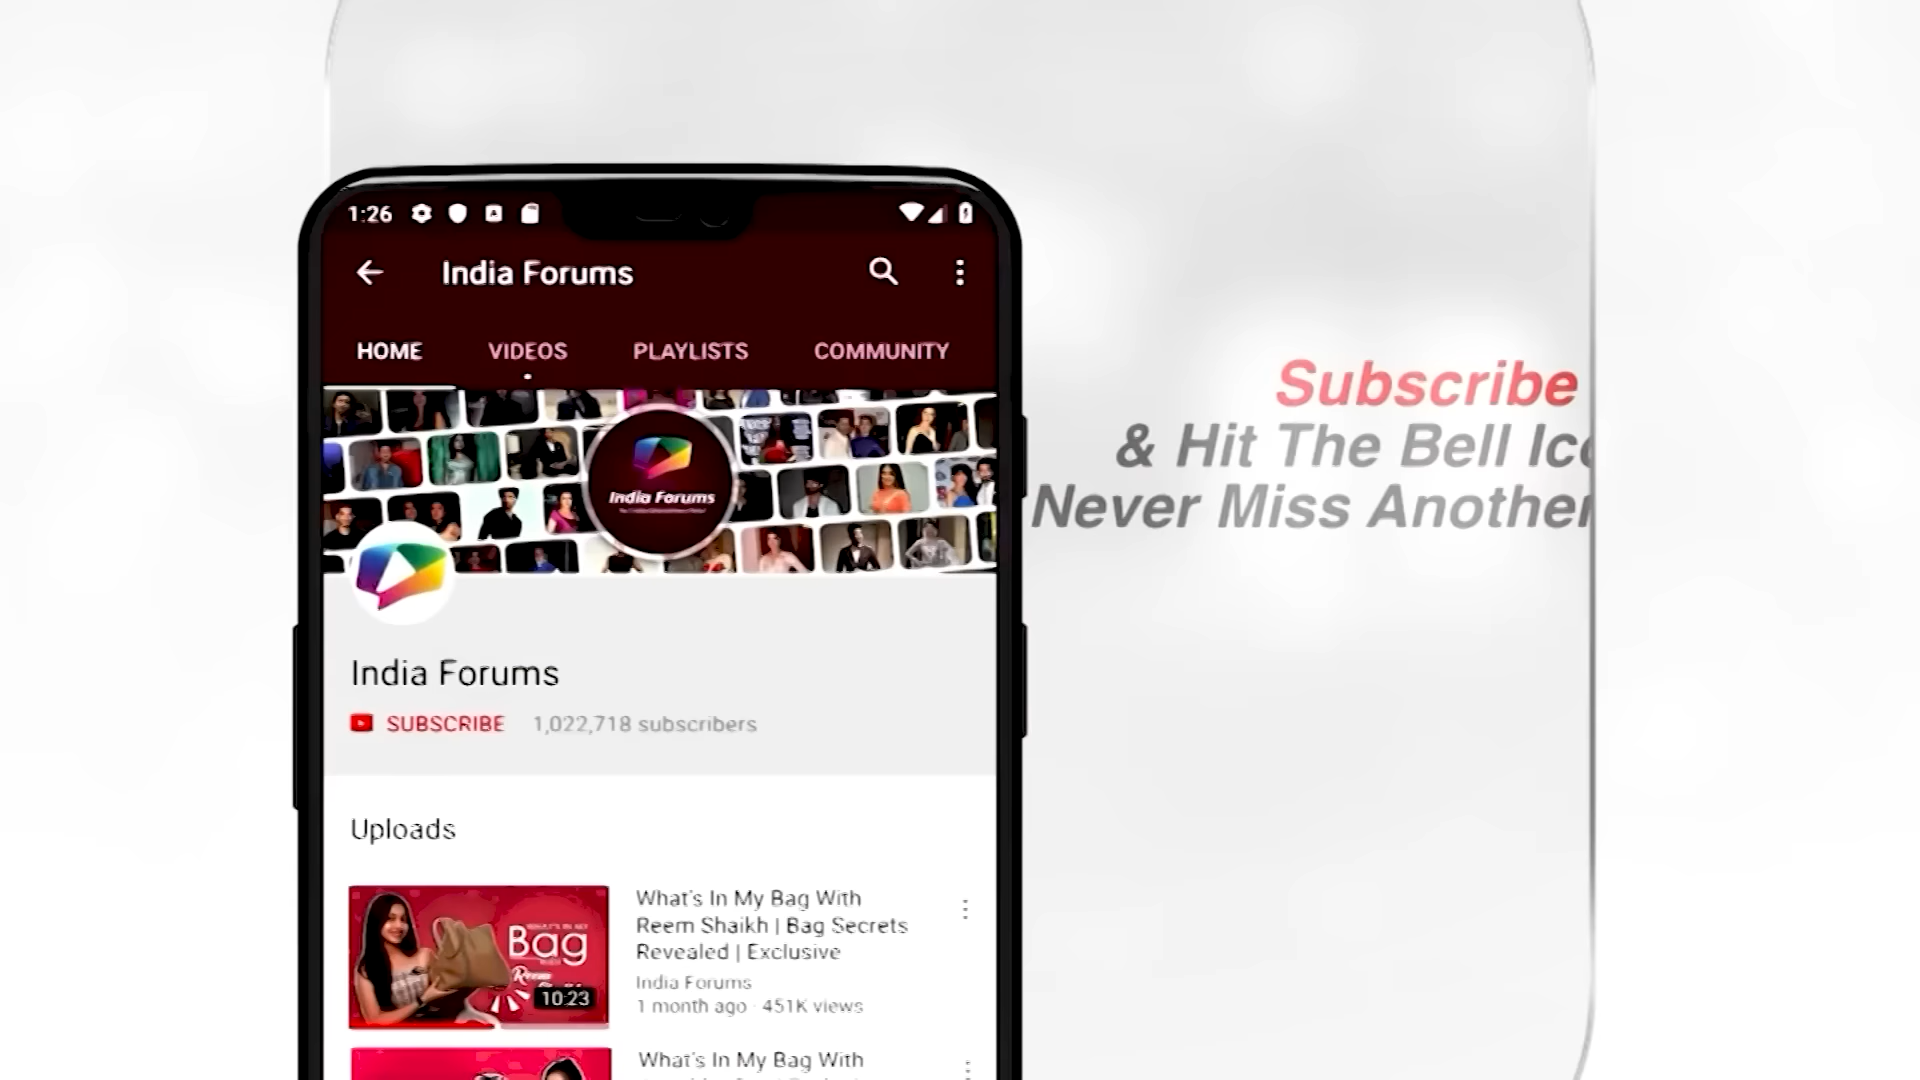 1:26
India Forums
HOME VIDEOS PLAYLISTS COMMUNITY
India Forums
India Forums
SUBSCRIBE 1,022,718 subscribers
Uploads
What's In My Bag With
Reem Shaikh | Bag Secrets
Revealed | Exclusive
India Forums
1 month ago · 451K views
Bag
Reem
10:23
What's In My Bag With
Subscribe
& Hit The Bell Ic
Never Miss Another